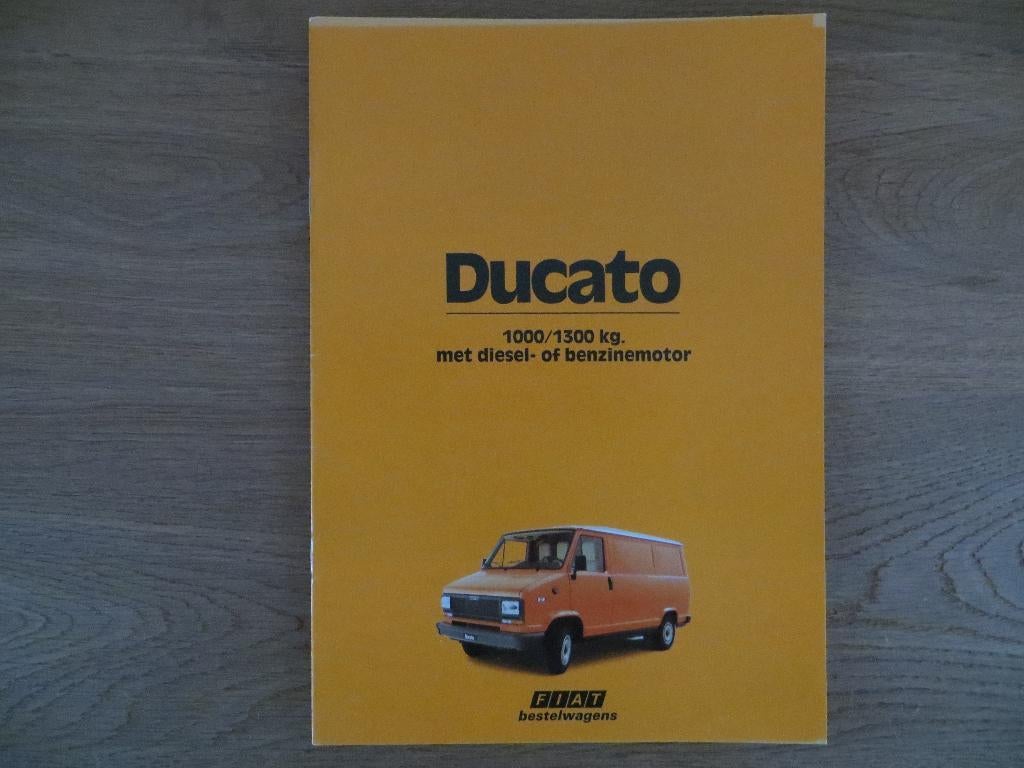 Ducato
1000/1300 kg.
met diesel- of benzinemotor
FIAT
bestelwagens